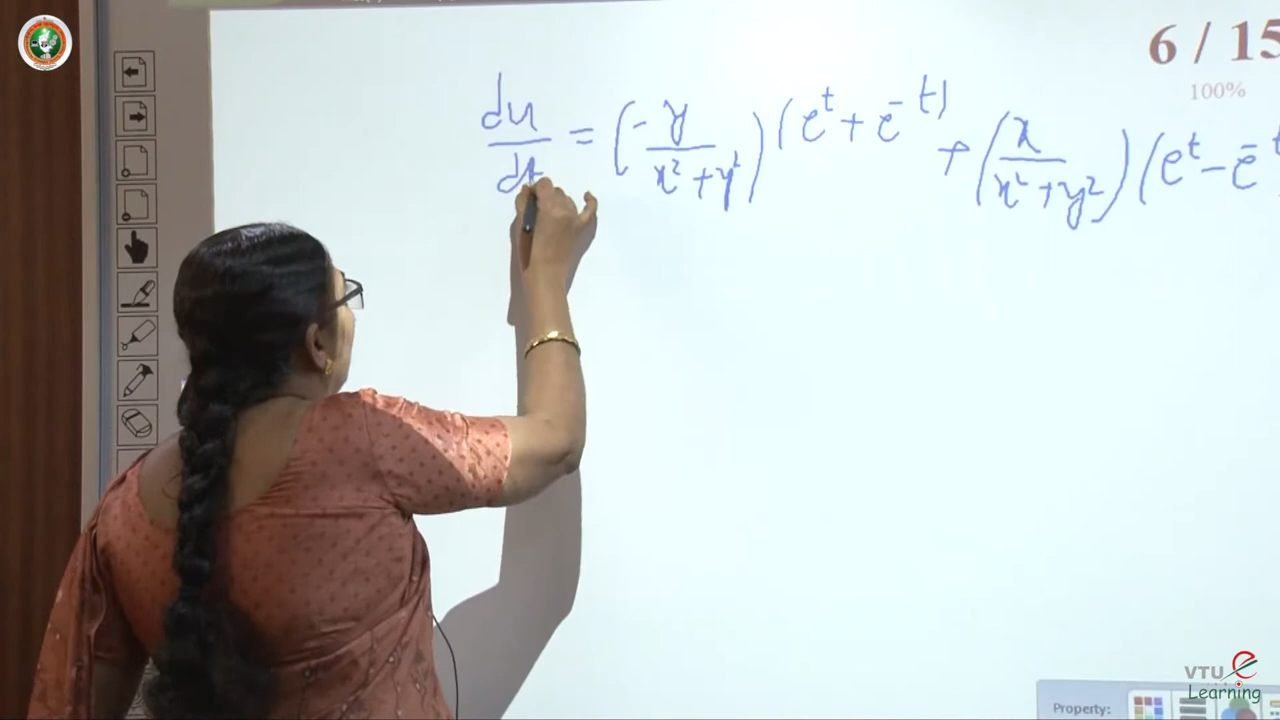 6 / 15
100%
du/dt = (-y/x²+y²) (e^t + e^-t) + (x/x²+y²) (e^t - e^-t
VTU e
Learning
Property: